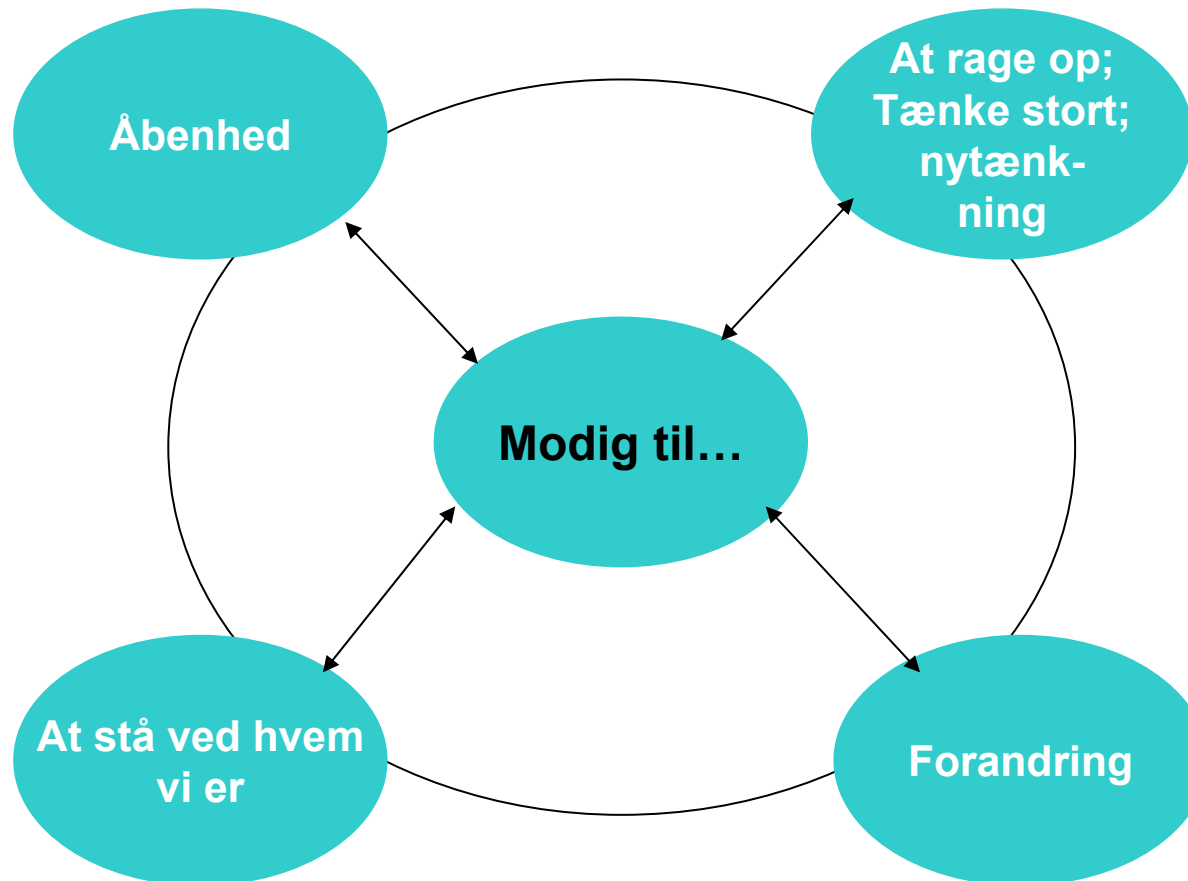 Åbenhed
At rage op;
Tænke stort;
nytænk-
ning
Modig til…
At stå ved hvem
vi er
Forandring